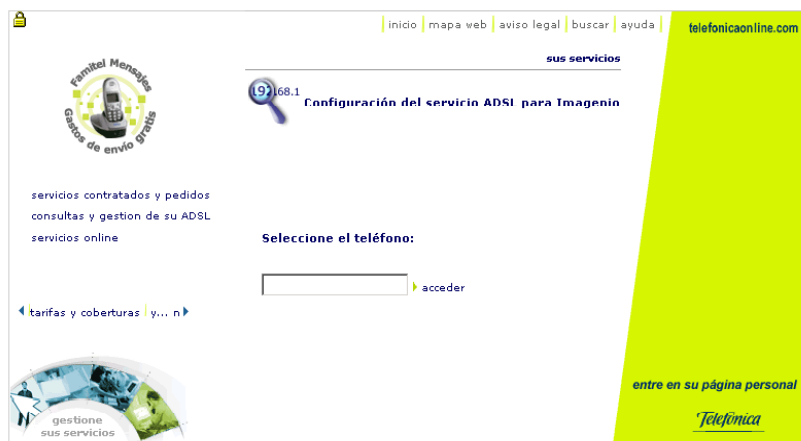 inicio mapa web aviso legal buscar ayuda
telefonicaonline.com
sus servicios
Famitel Mensajes
Gastos de envío gratis
192.168.1
Configuración del servicio ADSL para Imagenio
servicios contratados y pedidos
consultas y gestion de su ADSL
servicios online
Seleccione el teléfono:
acceder
tarifas y coberturas y... n
entre en su página personal
gestione
sus servicios
Telefónica